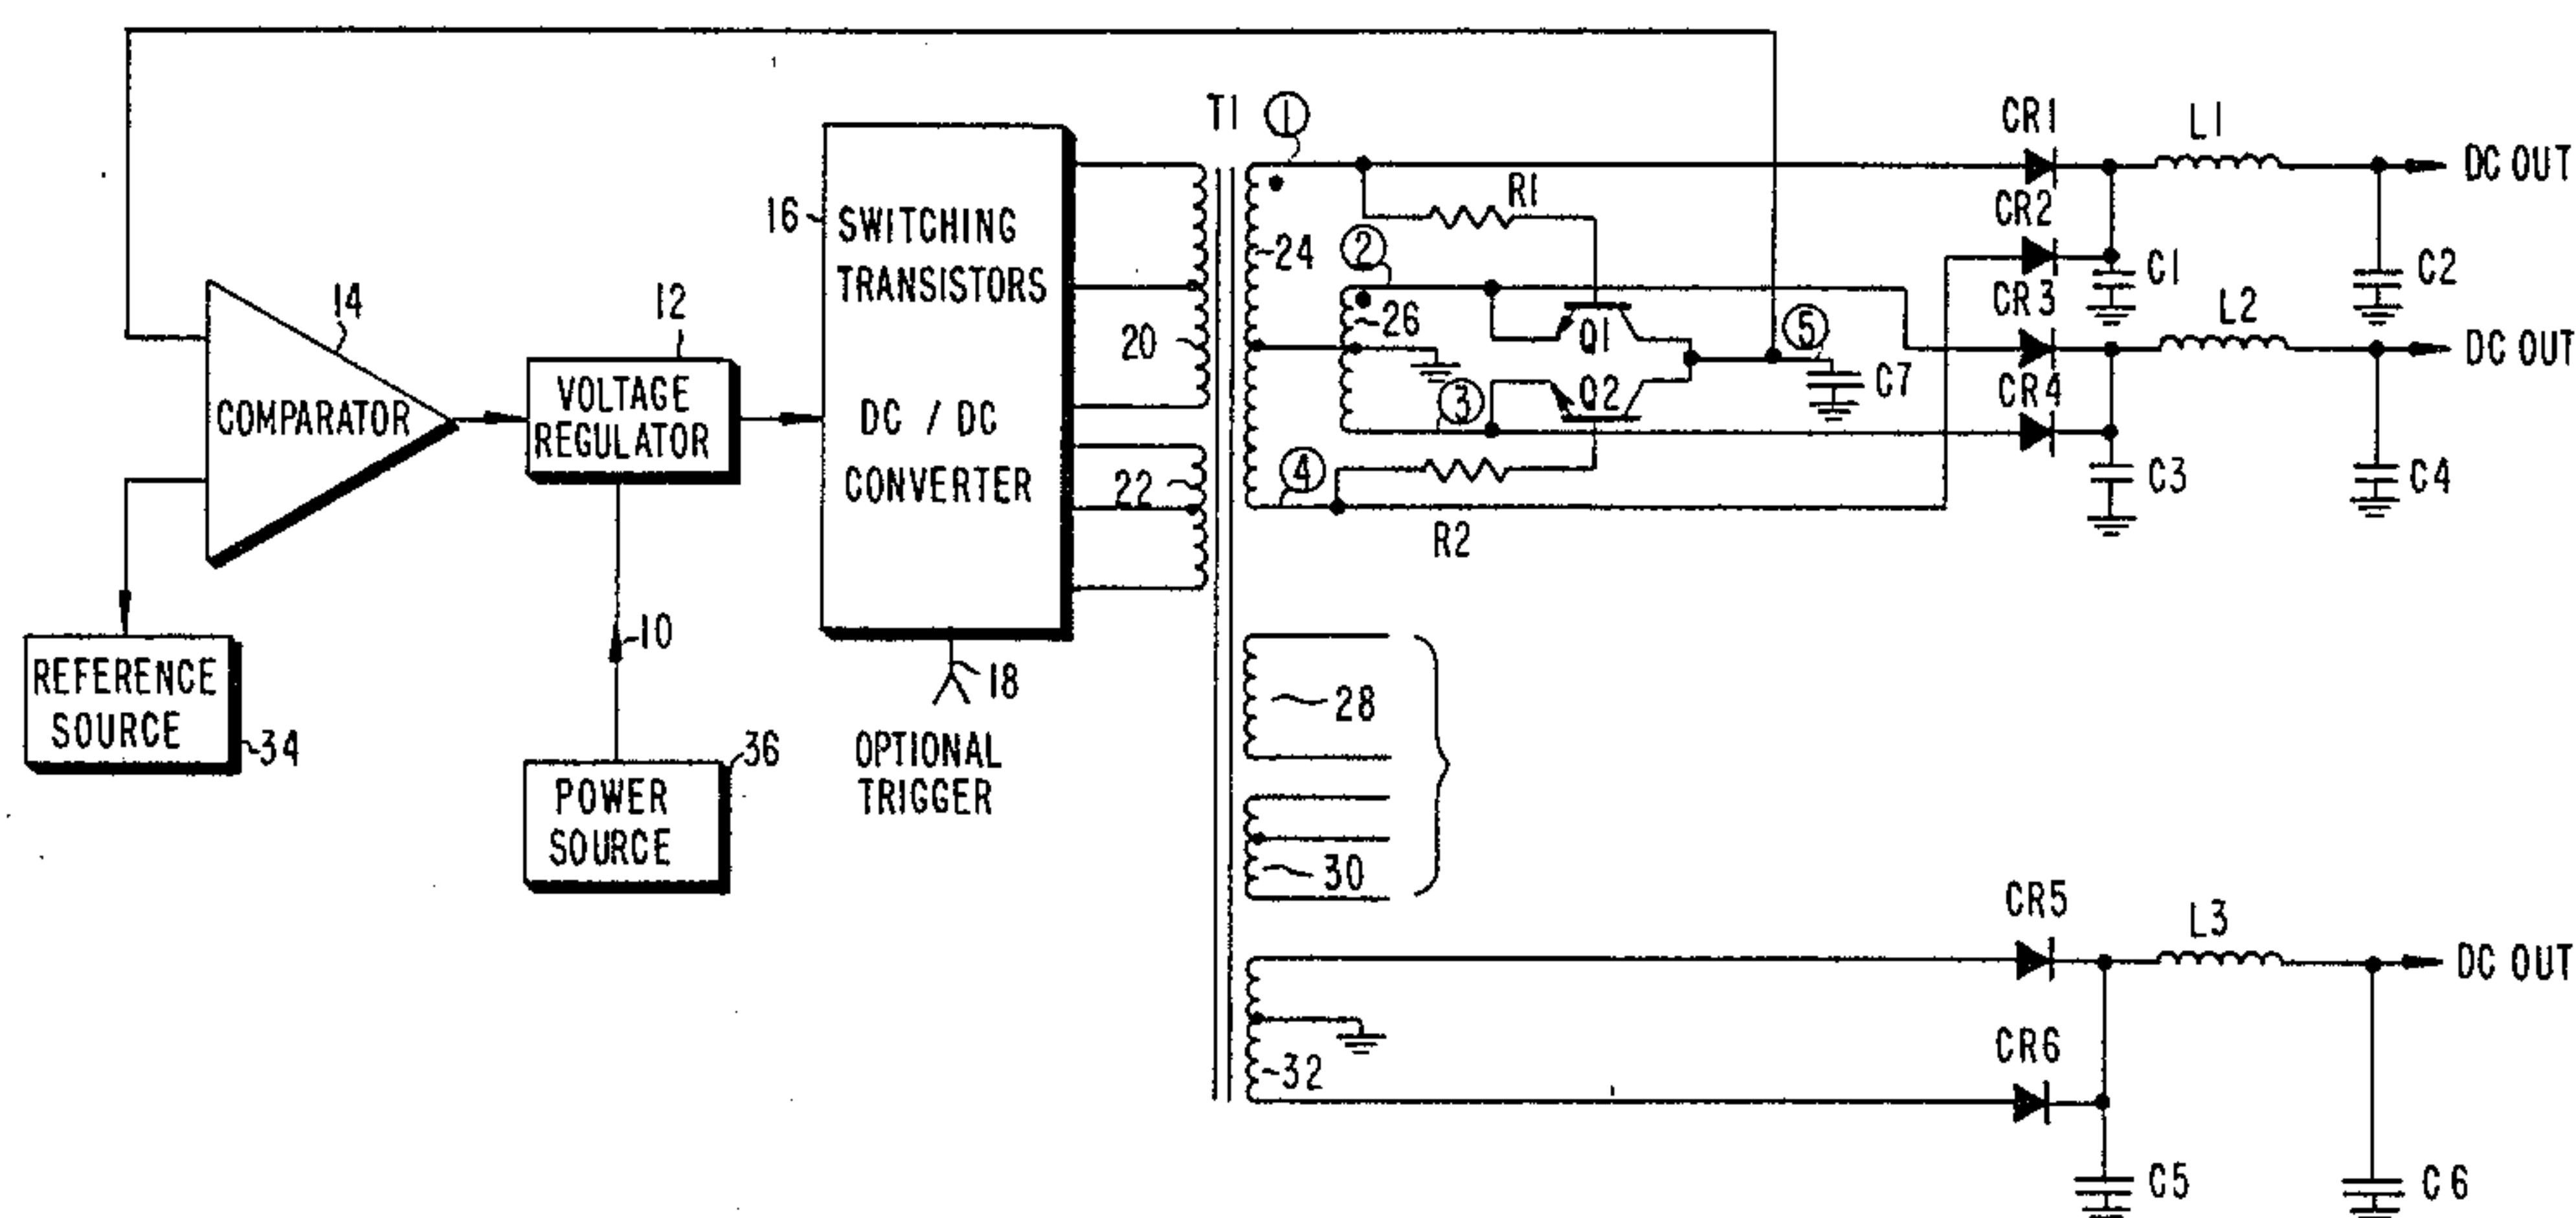 T1 ①
CR1
L1
DC OUT
R1
CR2
16
SWITCHING
TRANSISTORS
24
②
C1
C2
CR3
14
12
20
26
Q1
⑤
L2
DC OUT
COMPARATOR
VOLTAGE
REGULATOR
DC / DC
CONVERTER
③
Q2
C7
CR4
22
④
C3
C4
R2
10
18
REFERENCE
SOURCE
34
28
36
OPTIONAL
TRIGGER
POWER
SOURCE
30
CR5
L3
DC OUT
32
CR6
C5
C6